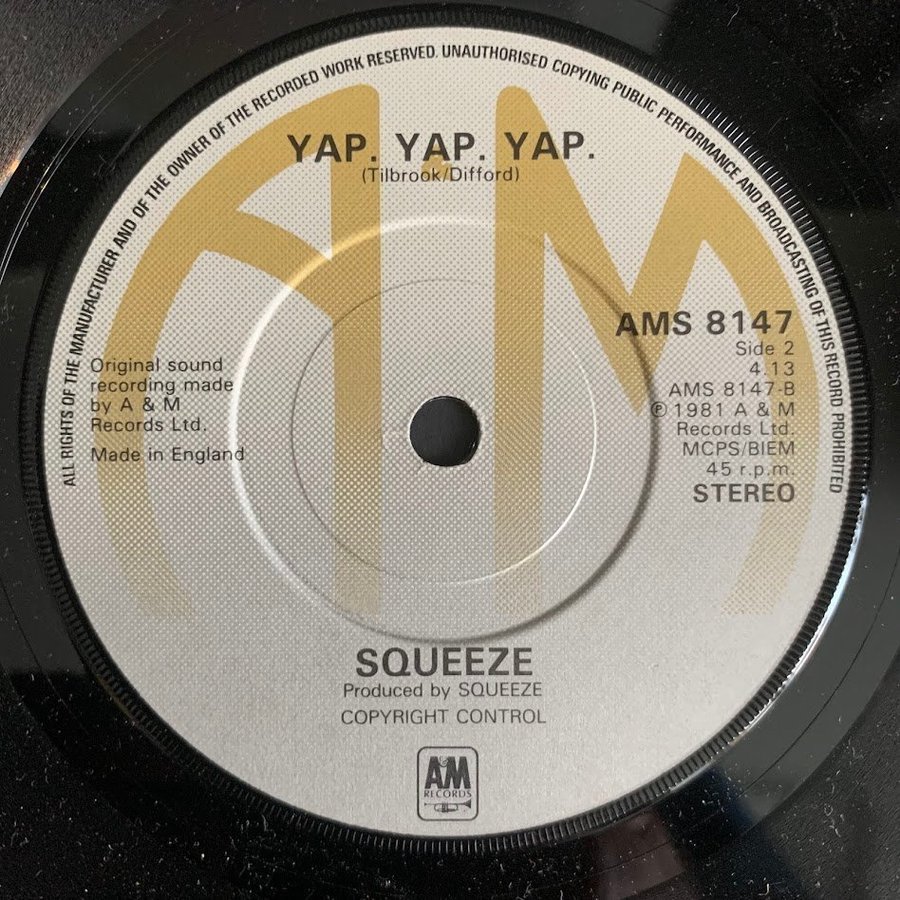 ALL RIGHTS OF THE MANUFACTURER AND OF THE OWNER OF THE RECORDED WORK RESERVED. UNAUTHORISED COPYING PUBLIC PERFORMANCE AND BROADCASTING OF THIS RECORD PROHIBITED
AM
YAP. YAP. YAP.
(Tilbrook/Difford)
Original sound
recording made
by A & M
Records Ltd.
Made in England
AMS 8147
Side 2
4.13
AMS 8147-B
℗ 1981 A & M
Records Ltd.
MCPS/BIEM
45 r.p.m.
STEREO
SQUEEZE
Produced by SQUEEZE
COPYRIGHT CONTROL
AM
RECORDS